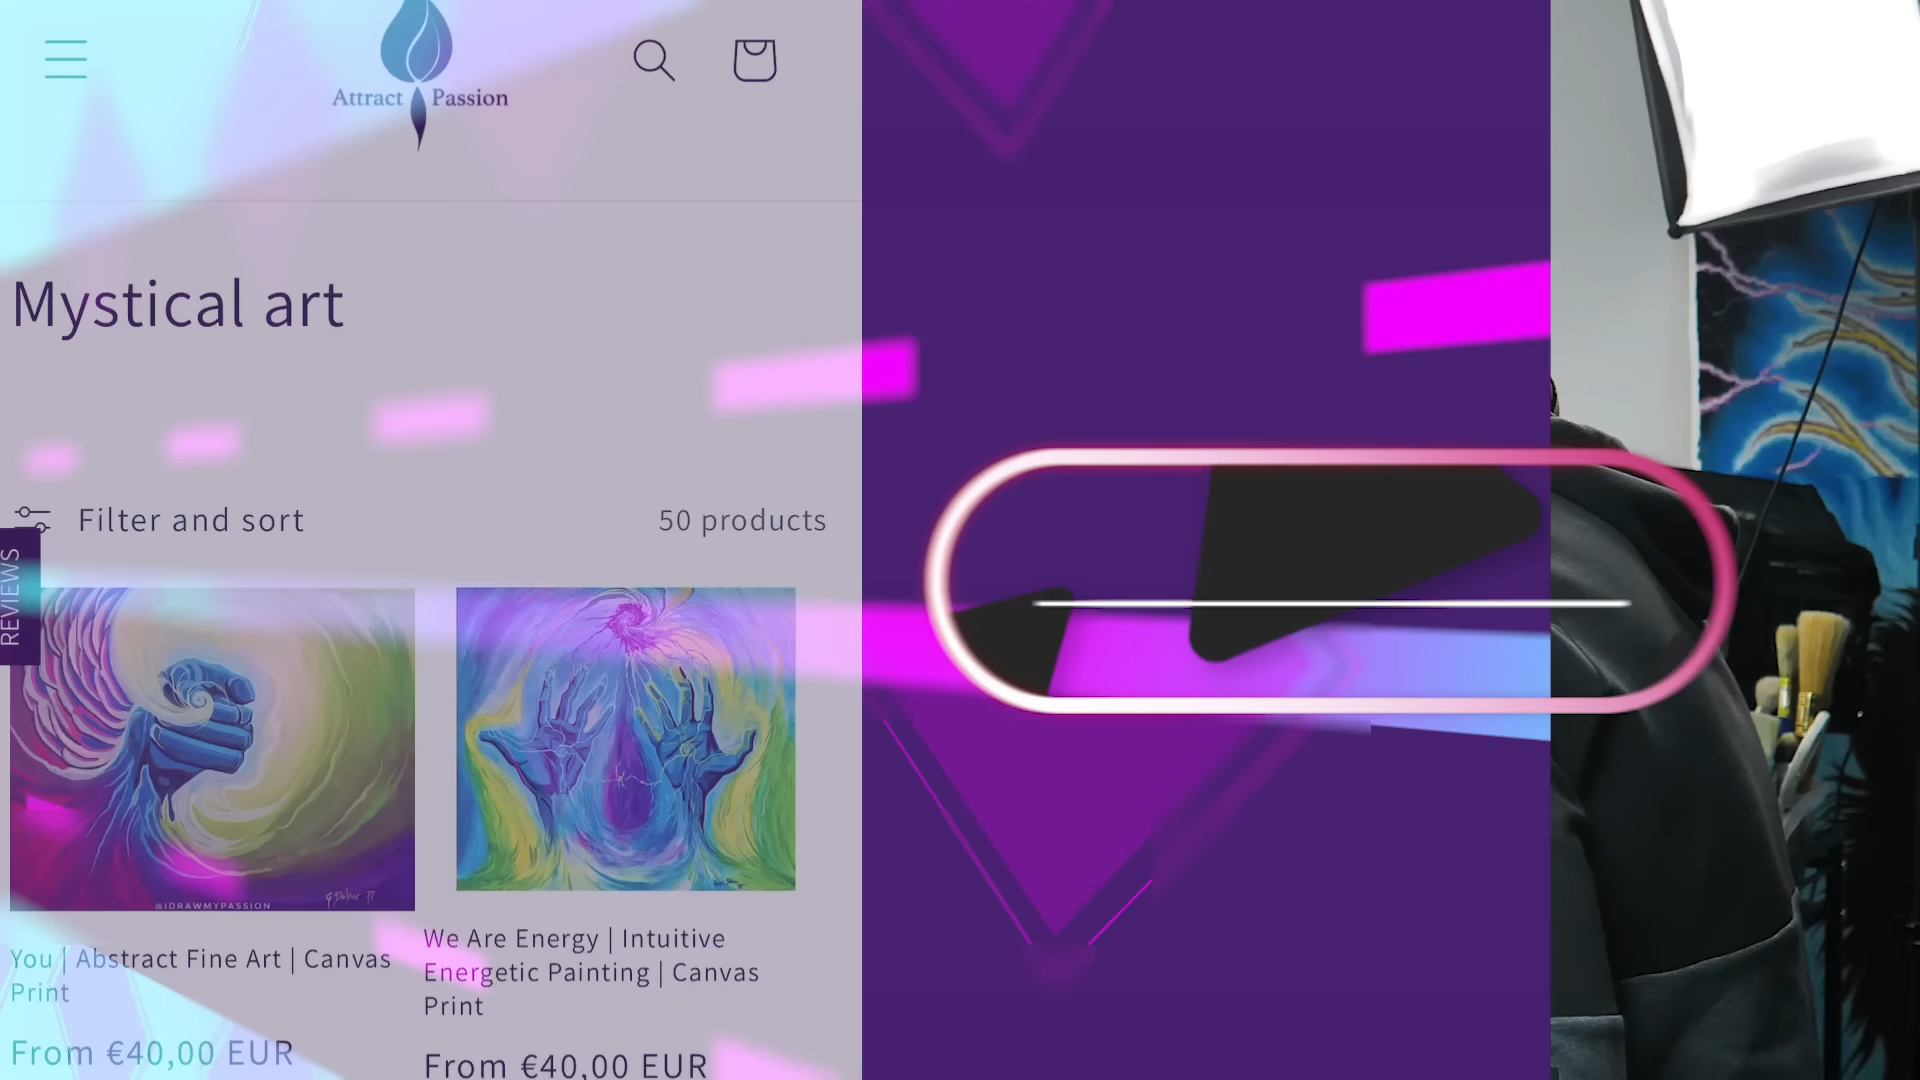 Attract Passion
Mystical art
Filter and sort
50 products
REVIEWS
@IDRAWMYPASSION
You | Abstract Fine Art | Canvas
Print
From €40,00 EUR
We Are Energy | Intuitive
Energetic Painting | Canvas
Print
From €40,00 EUR